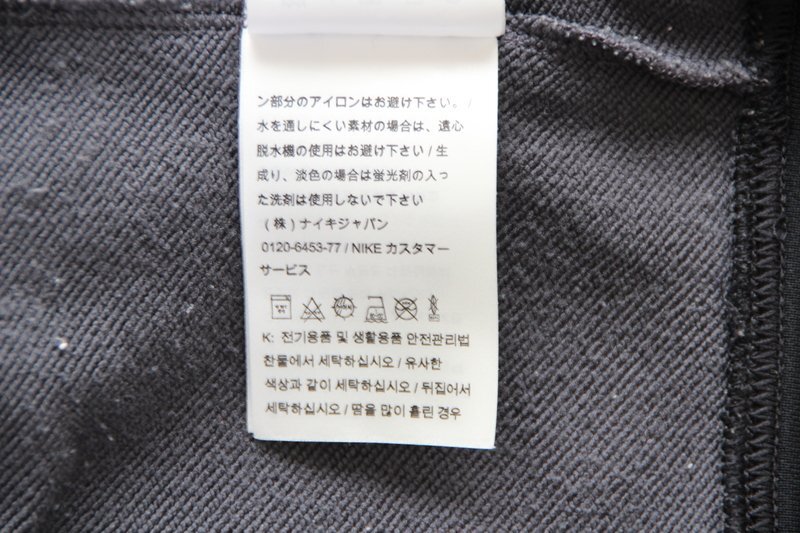 ン部分のアイロンはお避け下さい。/
水を通しにくい素材の場合は、遠心
脱水機の使用はお避け下さい / 生
成り、淡色の場合は蛍光剤の入っ
た洗剤は使用しないで下さい
(株) ナイキジャパン
0120-6453-77 / NIKE カスタマー
サービス
K: 전기용품 및 생활용품 안전관리법
찬물에서 세탁하십시오 / 유사한
색상과 같이 세탁하십시오 / 뒤집어서
세탁하십시오 / 땀을 많이 흘린 경우